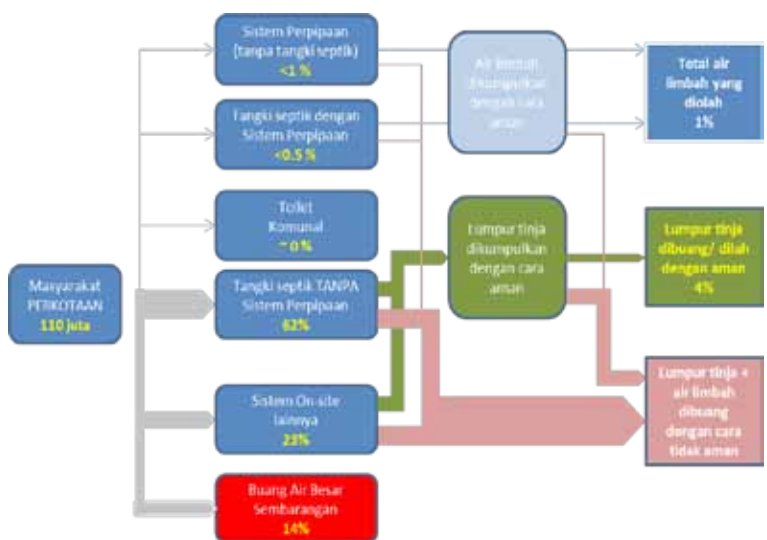 Sistem Perpipaan
(tanpa tangki septik)
<1 %
Air limbah
dikumpulkan
dengan cara
aman
Total air
limbah yang
diolah
1%
Tangki septik dengan
Sistem Perpipaan
<0.5 %
Toilet
Komunal
~ 0 %
Lumpur tinja
dikumpulkan
dengan cara
aman
Lumpur tinja
dibuang/ dilah
dengan aman
4%
Masyarakat
PERKOTAAN
110 juta
Tangki septik TANPA
Sistem Perpipaan
62%
Lumpur tinja +
air limbah
dibuang
dengan cara
tidak aman
Sistem On-site
lainnya
23%
Buang Air Besar
Sembarangan
14%